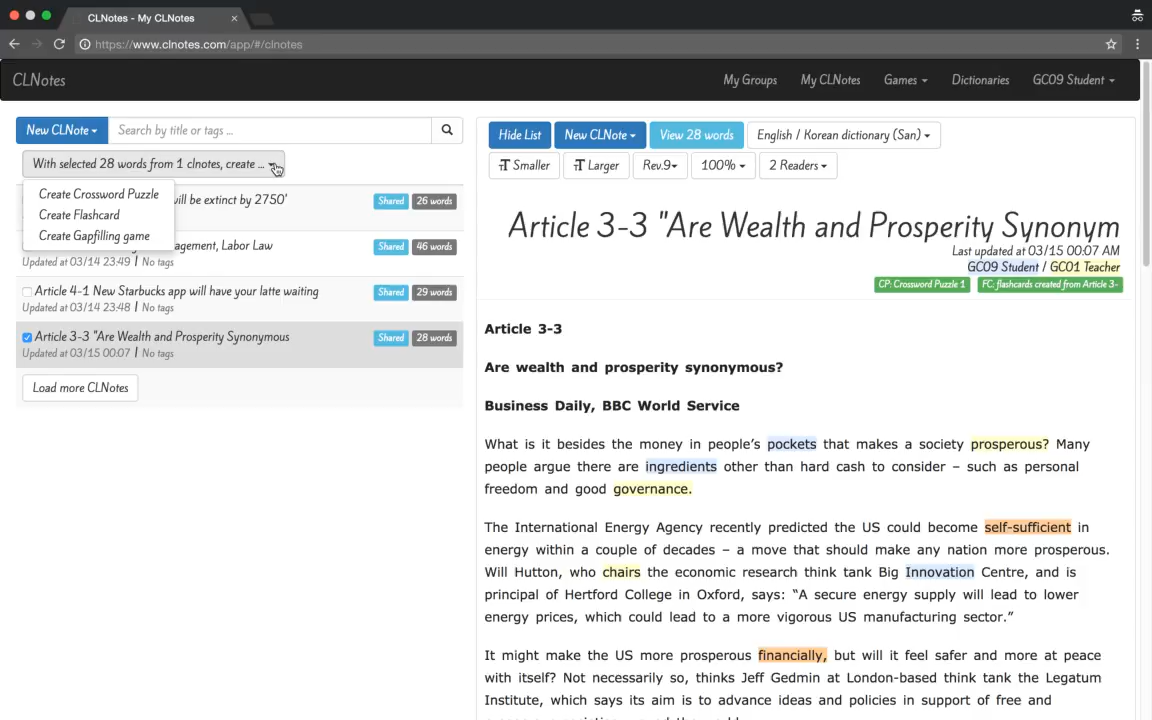 CLNotes - My CLNotes
https://www.clnotes.com/app/#/clnotes
CLNotes
My Groups
My CLNotes
Games
Dictionaries
GC09 Student
New CLNote
Search by title or tags ...
With selected 28 words from 1 clnotes, create ...
Create Crossword Puzzle
Create Flashcard
Create Gapfilling game
will be extinct by 2750'
Shared
26 words
agement, Labor Law
Updated at 03/14 23:49 | No tags
Shared
46 words
Article 4-1 New Starbucks app will have your latte waiting
Updated at 03/14 23:48 | No tags
Shared
29 words
Article 3-3 "Are Wealth and Prosperity Synonymous
Updated at 03/15 00:07 | No tags
Shared
28 words
Load more CLNotes
Hide List
New CLNote
View 28 words
English / Korean dictionary (San)
Smaller
Larger
Rev.9
100%
2 Readers
Article 3-3 "Are Wealth and Prosperity Synonym
Last updated at 03/15 00:07 AM
GC09 Student / GC01 Teacher
CP: Crossword Puzzle 1
FC: flashcards created from Article 3-
Article 3-3
Are wealth and prosperity synonymous?
Business Daily, BBC World Service
What is it besides the money in people's pockets that makes a society prosperous? Many
people argue there are ingredients other than hard cash to consider – such as personal
freedom and good governance.
The International Energy Agency recently predicted the US could become self-sufficient in
energy within a couple of decades – a move that should make any nation more prosperous.
Will Hutton, who chairs the economic research think tank Big Innovation Centre, and is
principal of Hertford College in Oxford, says: “A secure energy supply will lead to lower
energy prices, which could lead to a more vigorous US manufacturing sector.”
It might make the US more prosperous financially, but will it feel safer and more at peace
with itself? Not necessarily so, thinks Jeff Gedmin at London-based think tank the Legatum
Institute, which says its aim is to advance ideas and policies in support of free and